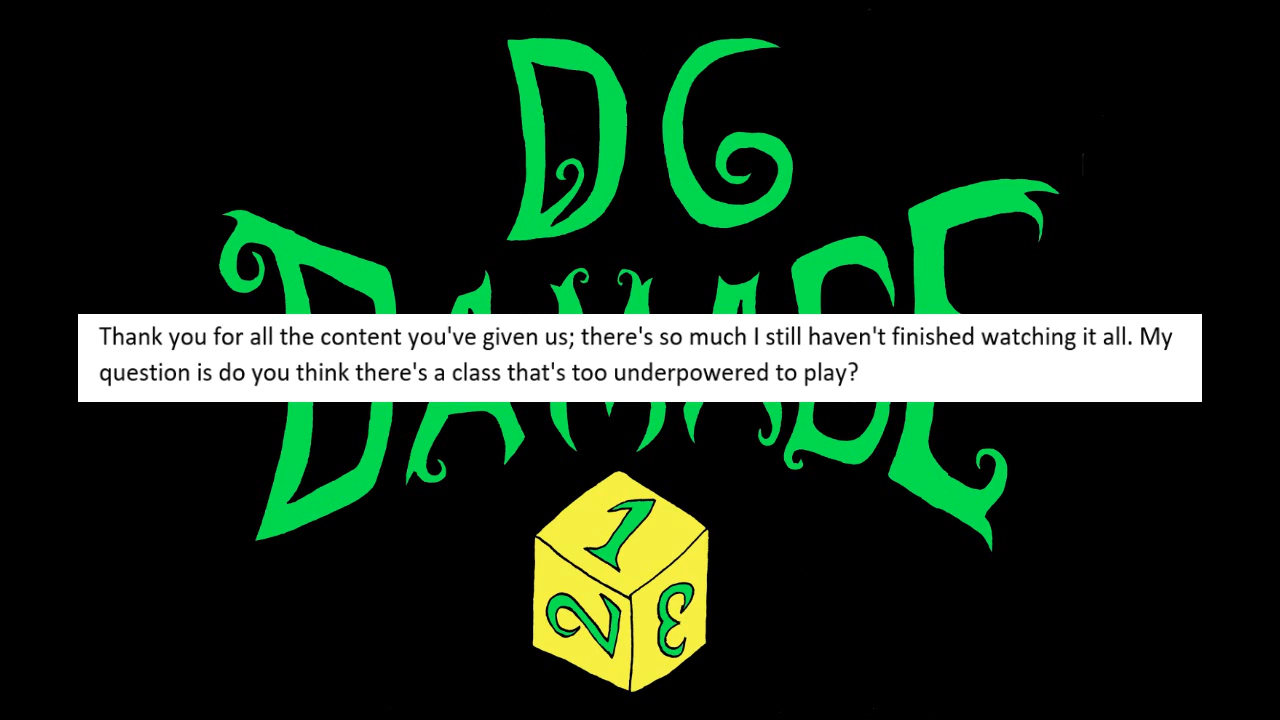 D6
DAMAGE
Thank you for all the content you've given us; there's so much I still haven't finished watching it all. My
question is do you think there's a class that's too underpowered to play?
1
2 3